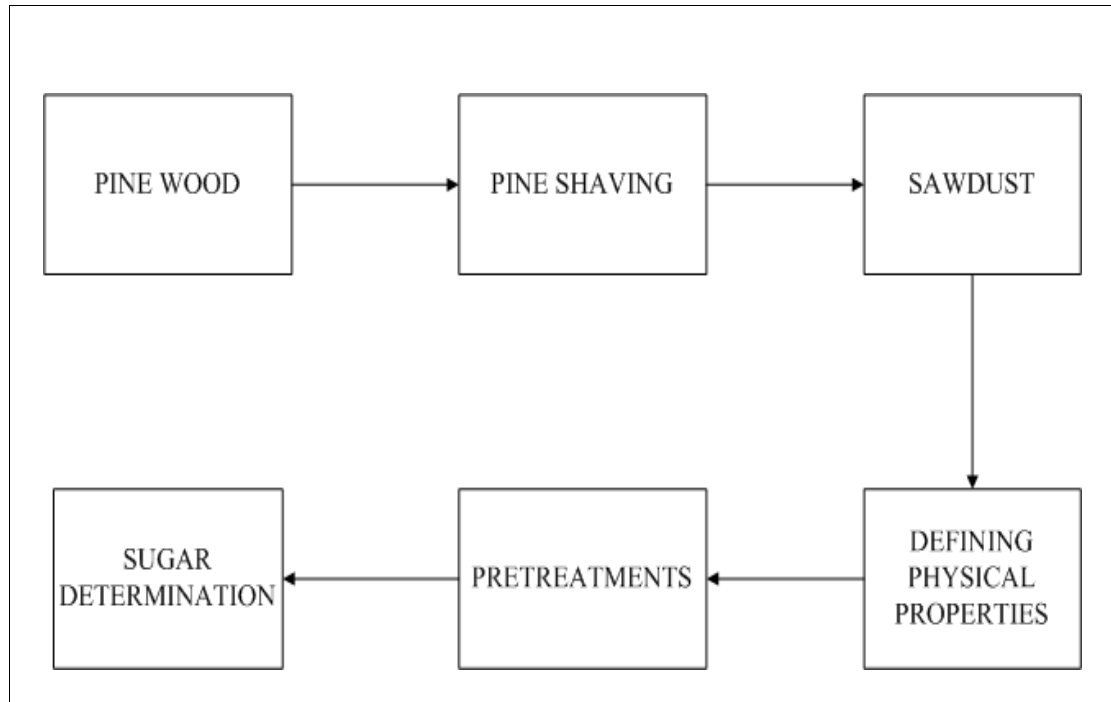 PINE WOOD
PINE SHAVING
SAWDUST
DEFINING
PHYSICAL
PROPERTIES
PRETREATMENTS
SUGAR
DETERMINATION